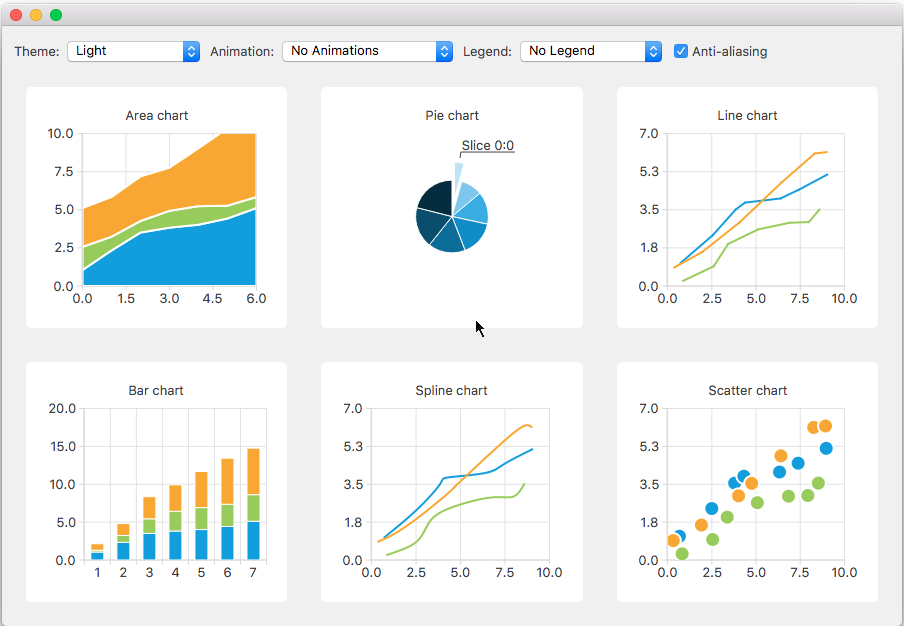 Theme: Light Animation: No Animations Legend: No Legend Anti-aliasing
Area chart
10.0
7.5
5.0
2.5
0.0
0.0 1.5 3.0 4.5 6.0
Pie chart
Slice 0:0
Line chart
7.0
5.3
3.5
1.8
0.0
0.0 2.5 5.0 7.5 10.0
Bar chart
20.0
15.0
10.0
5.0
0.0
1 2 3 4 5 6 7
Spline chart
7.0
5.3
3.5
1.8
0.0
0.0 2.5 5.0 7.5 10.0
Scatter chart
7.0
5.3
3.5
1.8
0.0
0.0 2.5 5.0 7.5 10.0